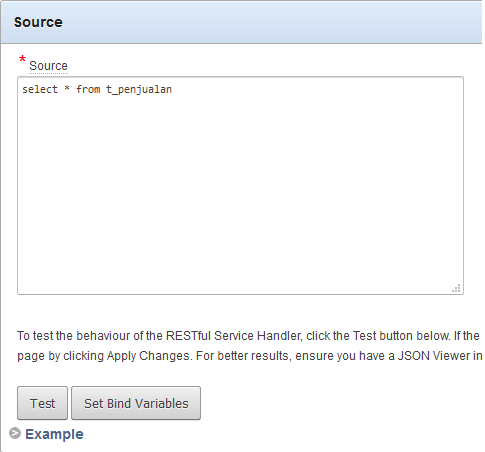 Source
* Source
select * from t_penjualan
To test the behaviour of the RESTful Service Handler, click the Test button below. If the
page by clicking Apply Changes. For better results, ensure you have a JSON Viewer in
Test Set Bind Variables
Example